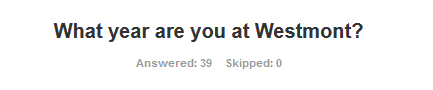 What year are you at Westmont?
Answered: 39 Skipped: 0